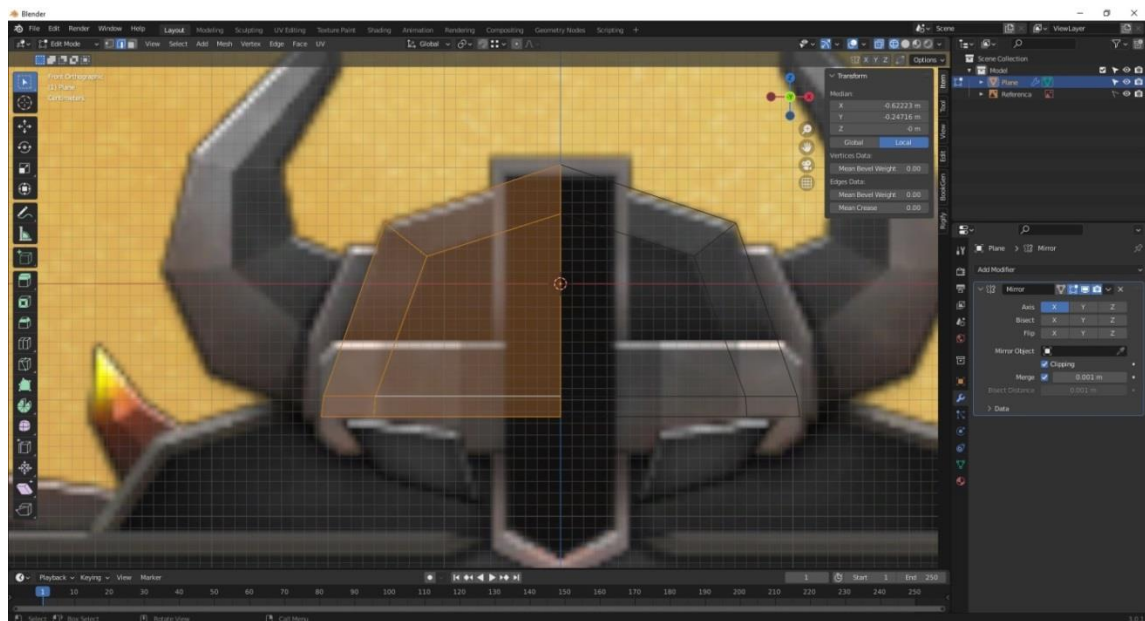 Blender
File Edit Render Window Help Layout Modeling Sculpting UV Editing Texture Paint Shading Animation Rendering Compositing Geometry Nodes Scripting + Scene ViewLayer
Edit Mode View Select Add Mesh Vertex Edge Face UV Global
X Y Z Options
Front Orthographic
(1) Plane
Centimeters
Transform
Median
X -0.62223 m
Y -0.24716 m
Z -0 m
Global Local
Vertices Data:
Mean Bevel Weight 0.00
Edges Data:
Mean Bevel Weight 0.00
Mean Crease 0.00
Item
Tool
View
Edit
BookGen
Rigify
Scene Collection
Model
Plane
Reference
Plane > Mirror
Add Modifier
Mirror
Axis X Y Z
Bisect X Y Z
Flip X Y Z
Mirror Object
Clipping
Merge 0.001 m
Bisect Distance 0.001 m
> Data
Playback Keying View Marker 1 Start 1 End 250
1 10 20 30 40 50 60 70 80 90 100 110 120 130 140 150 160 170 180 190 200 210 220 230 240 250
Select Box Select Rotate View Call Menu